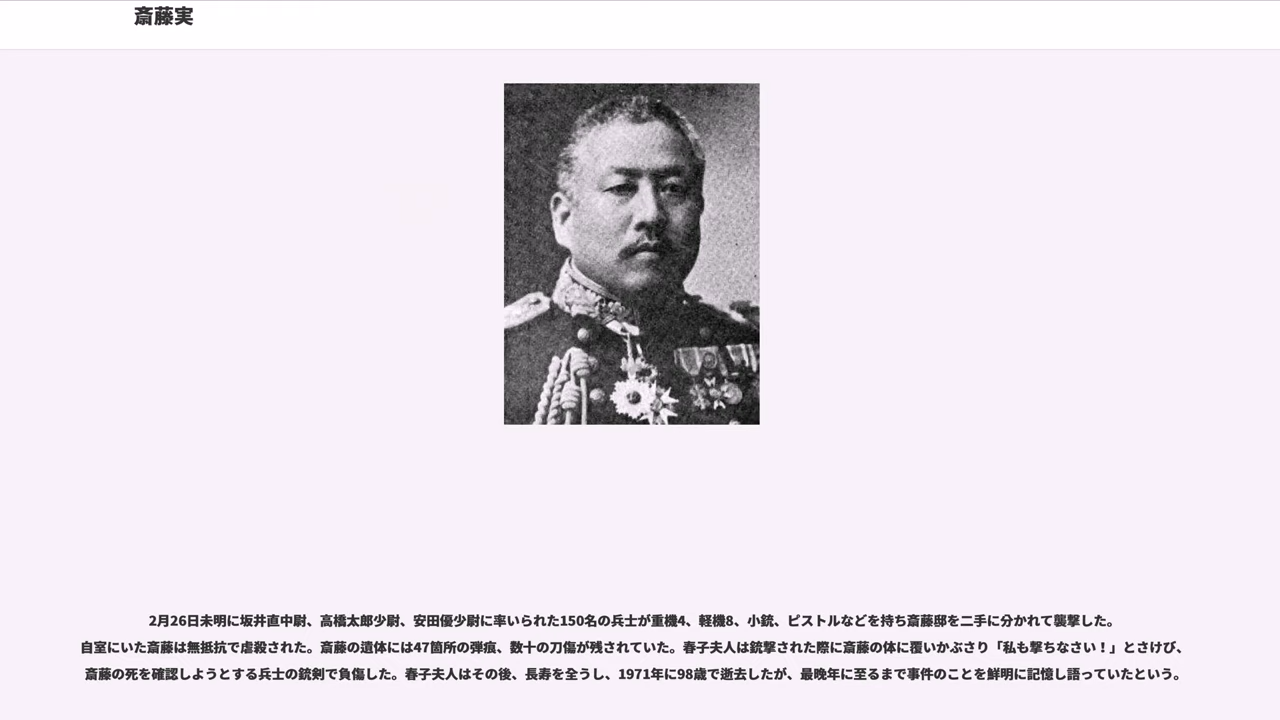 斎藤実
2月26日未明に坂井直中尉、高橋太郎少尉、安田優少尉に率いられた150名の兵士が重機4、軽機8、小銃、ピストルなどを持ち斎藤邸を二手に分かれて襲撃した。
自室にいた斎藤は無抵抗で虐殺された。斎藤の遺体には47箇所の弾痕、数十の刀傷が残されていた。春子夫人は銃撃された際に斎藤の体に覆いかぶさり「私も撃ちなさい！」とさけび、
斎藤の死を確認しようとする兵士の銃剣で負傷した。春子夫人はその後、長寿を全うし、1971年に98歳で逝去したが、最晩年に至るまで事件のことを鮮明に記憶し語っていたという。